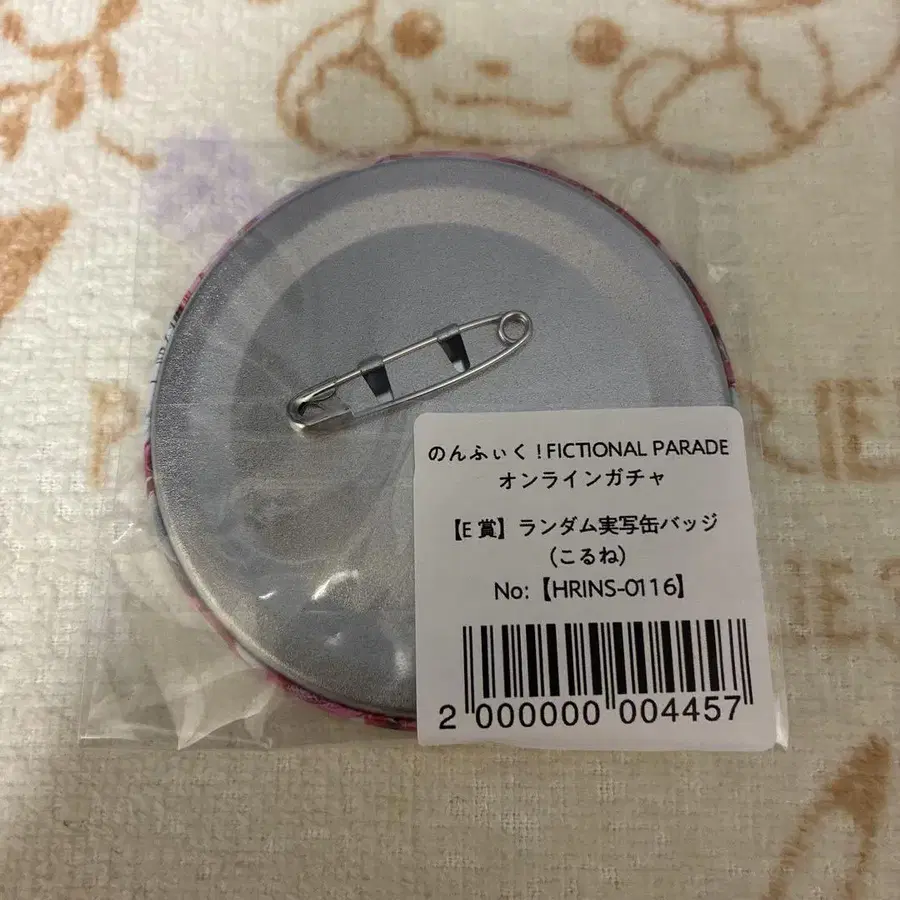 のんふぃく！FICTIONAL PARADE
オンラインガチャ
【E 賞】ランダム実写缶バッジ
(こるね)
No:【HRINS-0116】
2 000000 004457